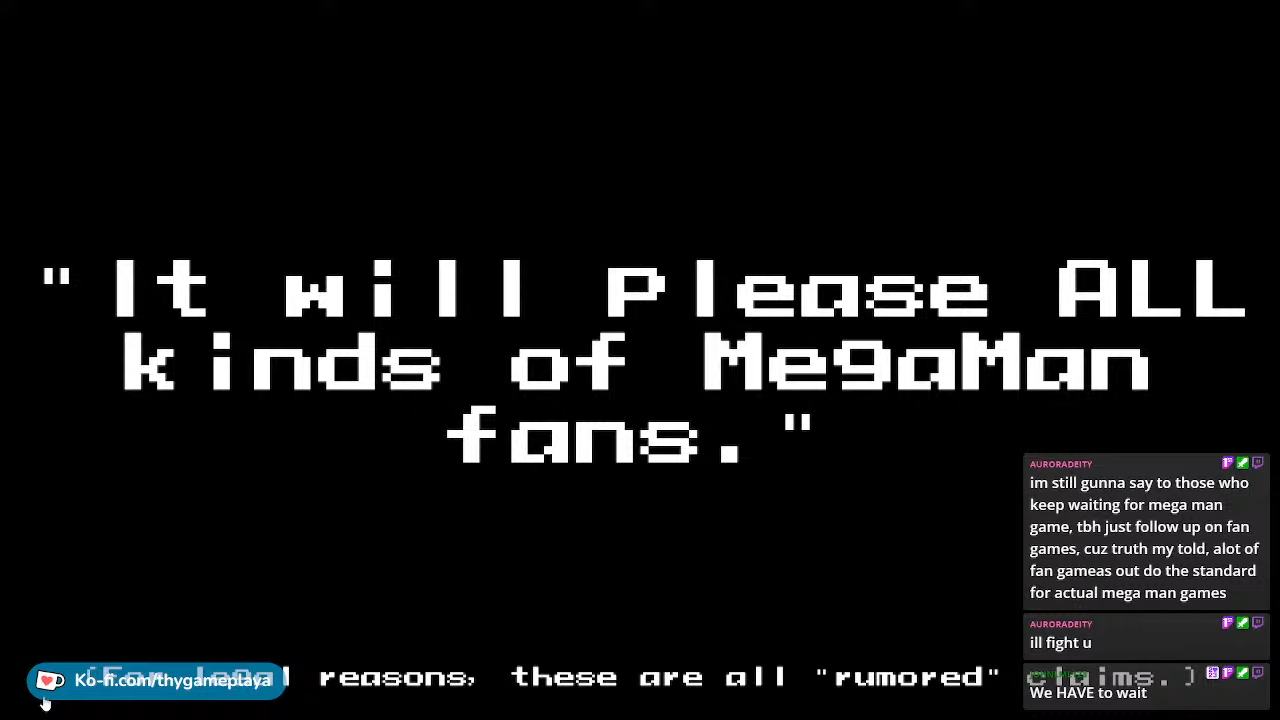 "It will Please ALL
kinds of MegaMan
fans."
AURORADEITY
im still gunna say to those who
keep waiting for mega man
game, tbh just follow up on fan
games, cuz truth my told, alot of
fan gameas out do the standard
for actual mega man games
AURORADEITY
ill fight u
We HAVE to wait
(For legal reasons, these are all "rumored" claims.)
Ko-fi.com/thygameplaya